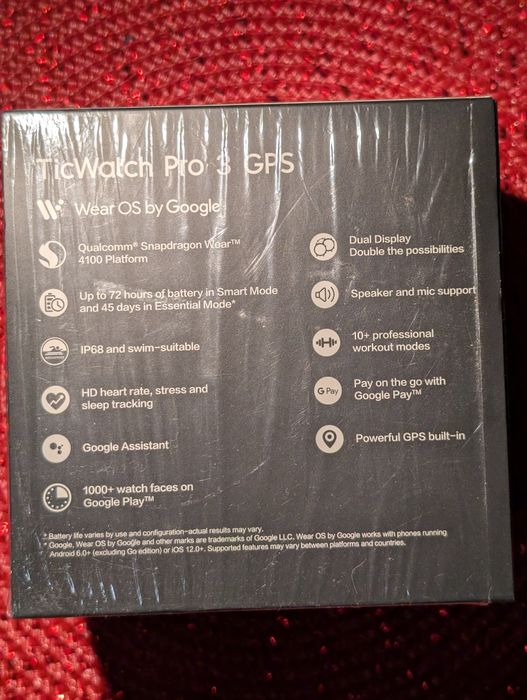 TicWatch Pro 3 GPS
Wear OS by Google
Qualcomm® Snapdragon Wear™
4100 Platform
Up to 72 hours of battery in Smart Mode
and 45 days in Essential Mode*
IP68 and swim-suitable
HD heart rate, stress and
sleep tracking
Google Assistant
1000+ watch faces on
Google Play™
Dual Display
Double the possibilities
Speaker and mic support
10+ professional
workout modes
G Pay
Pay on the go with
Google Pay™
Powerful GPS built-in
* Battery life varies by use and configuration-actual results may vary.
* Google, Wear OS by Google and other marks are trademarks of Google LLC. Wear OS by Google works with phones running
Android 6.0+ (excluding Go edition) or iOS 12.0+. Supported features may vary between platforms and countries.